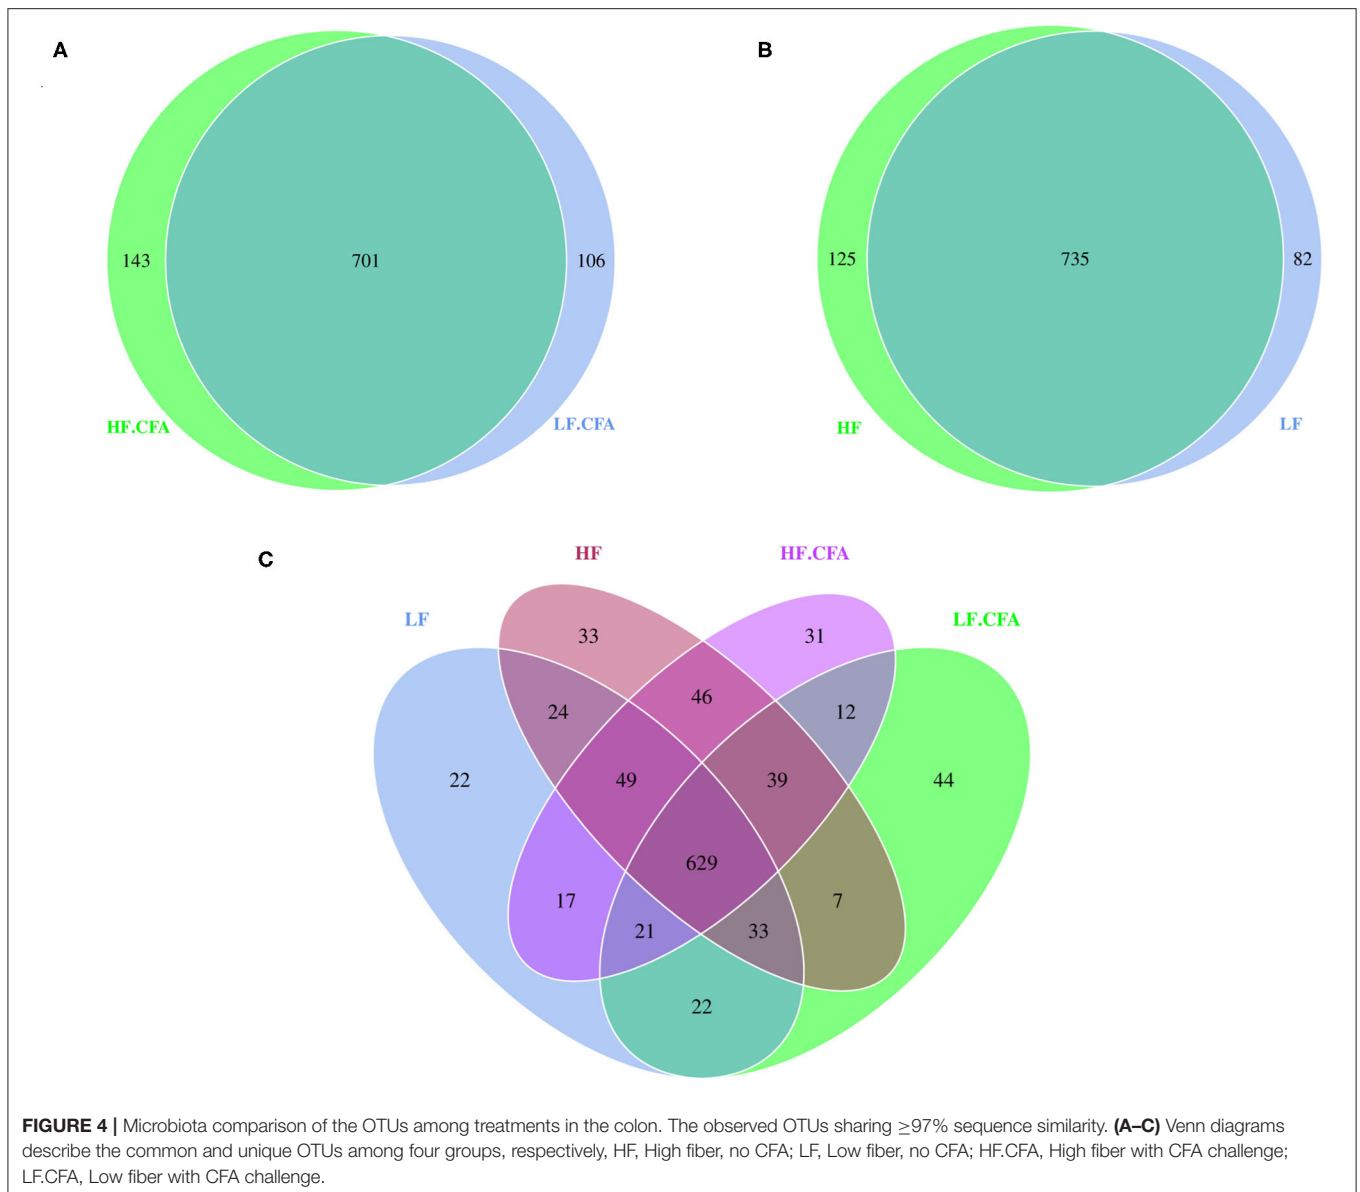 A
B
143
701
106
HF.CFA
LF.CFA
125
735
82
HF
LF
C
HF
HF.CFA
LF
LF.CFA
33
31
46
24
12
22
49
39
44
629
17
7
21
33
22
FIGURE 4 | Microbiota comparison of the OTUs among treatments in the colon. The observed OTUs sharing ≥97% sequence similarity. (A–C) Venn diagrams
describe the common and unique OTUs among four groups, respectively, HF, High fiber, no CFA; LF, Low fiber, no CFA; HF.CFA, High fiber with CFA challenge;
LF.CFA, Low fiber with CFA challenge.